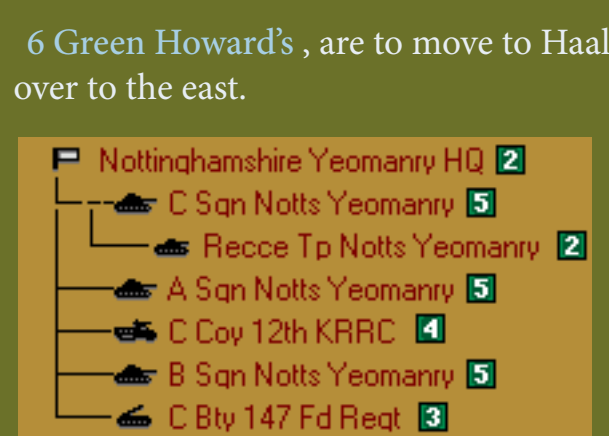 6 Green Howard's , are to move to Haal
over to the east.
Nottinghamshire Yeomanry HQ 2
C Sqn Notts Yeomanry 5
Recce Tp Notts Yeomanry 2
A Sqn Notts Yeomanry 5
C Coy 12th KRRC 4
B Sqn Notts Yeomanry 5
C Bty 147 Fd Regt 3